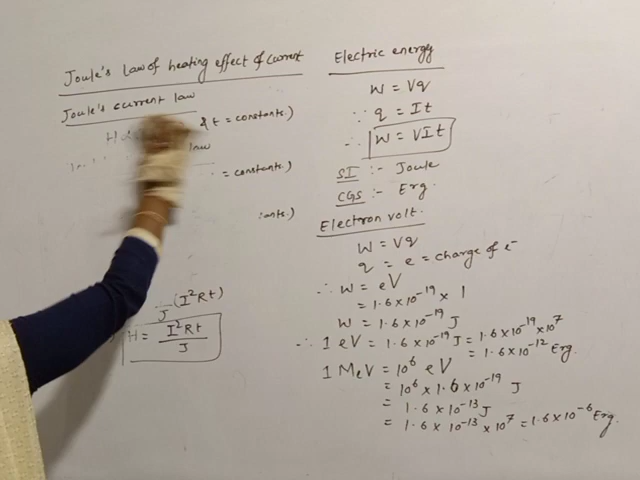 Joule's law of heating effect of current
Joule's current law
H
& t = constants.)
law
= constants.)
ants.)
1/J (I²Rt)
H = I²Rt/J
Electric energy
W = Vq
∵ q = It
∴ W = VIt
SI :- Joule
CGS :- Erg.
Electron volt.
W = Vq
q = e = charge of e⁻
∴ W = eV
= 1.6 × 10⁻¹⁹ × 1
W = 1.6 × 10⁻¹⁹ J
∴ 1 eV = 1.6 × 10⁻¹⁹ J = 1.6 × 10⁻¹⁹ × 10⁷
= 1.6 × 10⁻¹² Erg.
1 MeV = 10⁶ eV
= 10⁶ × 1.6 × 10⁻¹⁹ J
= 1.6 × 10⁻¹³ J
= 1.6 × 10⁻¹³ × 10⁷ = 1.6 × 10⁻⁶ Erg.